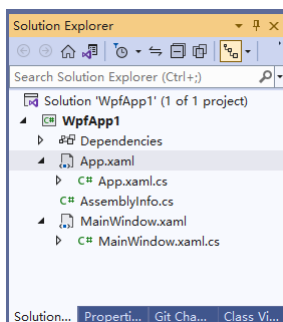 Solution Explorer
Search Solution Explorer (Ctrl+;)
Solution 'WpfApp1' (1 of 1 project)
C# WpfApp1
Dependencies
App.xaml
C# App.xaml.cs
C# AssemblyInfo.cs
MainWindow.xaml
C# MainWindow.xaml.cs
Solution... Properti... Git Cha... Class Vi...